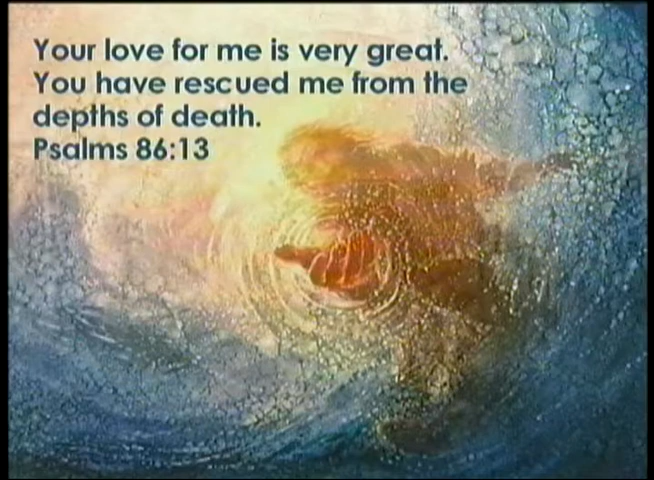 Your love for me is very great.
You have rescued me from the
depths of death.
Psalms 86:13